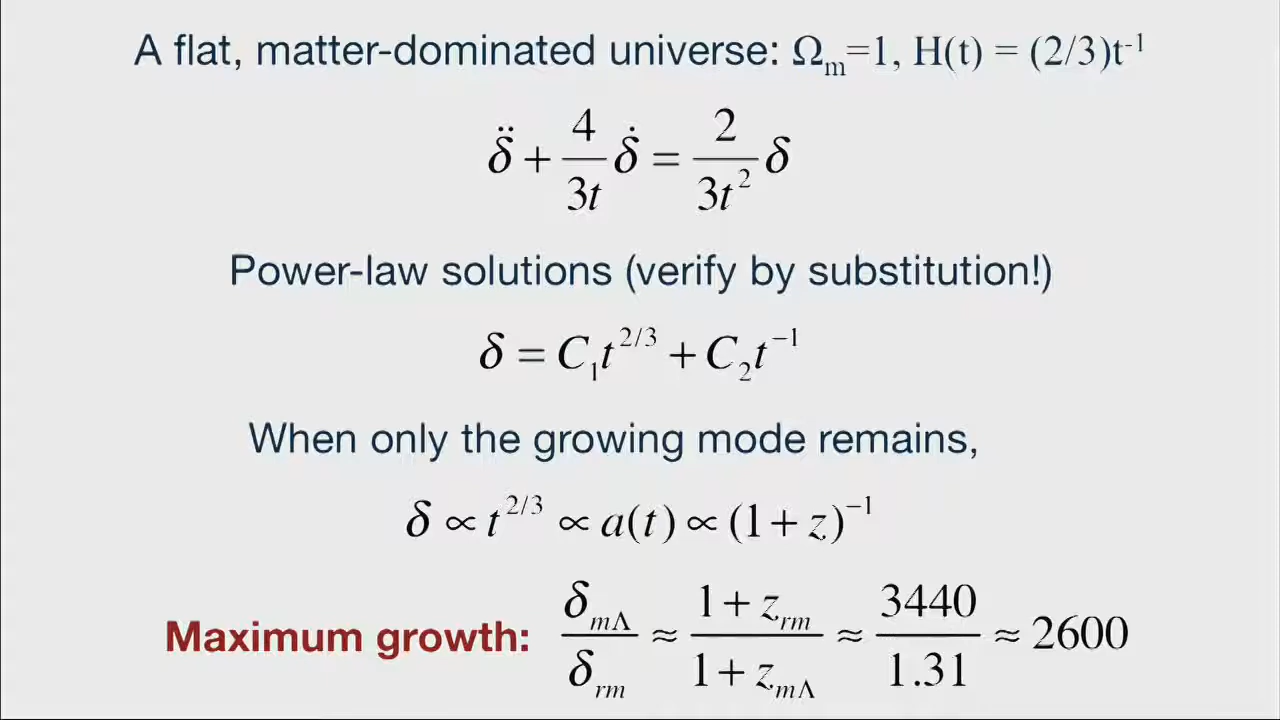 A flat, matter-dominated universe: Ωₘ=1, H(t) = (2/3)t⁻¹
δ̈ + 4/(3t) δ̇ = 2/(3t²) δ
Power-law solutions (verify by substitution!)
δ = C₁t^(2/3) + C₂t⁻¹
When only the growing mode remains,
δ ∝ t^(2/3) ∝ a(t) ∝ (1 + z)⁻¹
Maximum growth: δ_mΛ/δ_rm ≈ (1 + z_rm)/(1 + z_mΛ) ≈ 3440/1.31 ≈ 2600